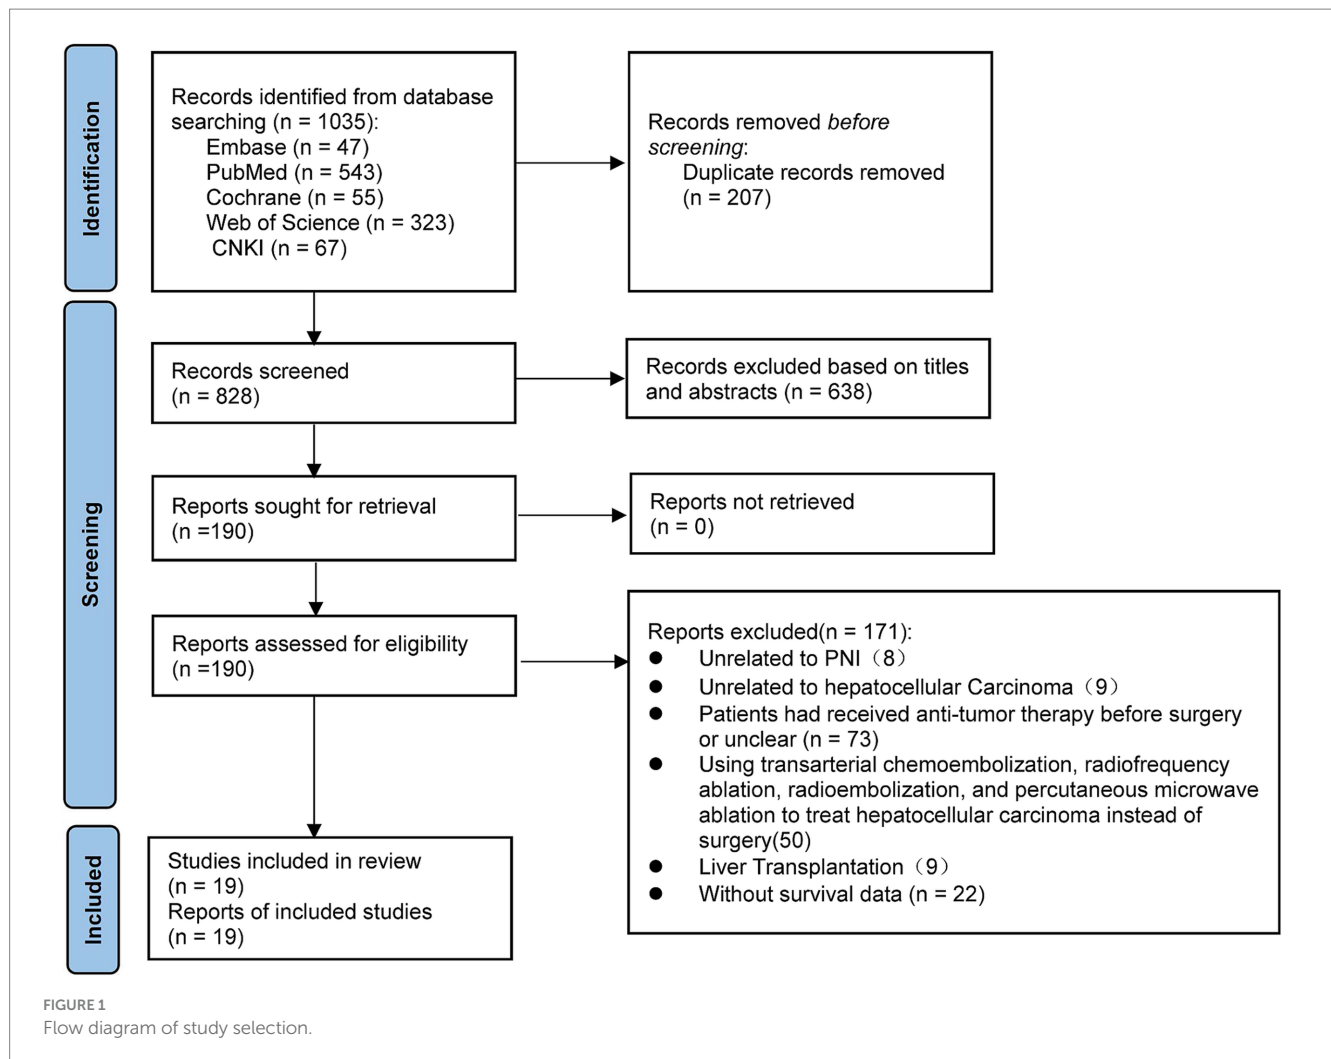 Identification
Records identified from database
searching (n = 1035):
Embase (n = 47)
PubMed (n = 543)
Cochrane (n = 55)
Web of Science (n = 323)
CNKI (n = 67)
Records removed before
screening:
Duplicate records removed
(n = 207)
Screening
Records screened
(n = 828)
Records excluded based on titles
and abstracts (n = 638)
Reports sought for retrieval
(n =190)
Reports not retrieved
(n = 0)
Reports assessed for eligibility
(n =190)
Reports excluded(n = 171):
● Unrelated to PNI（8）
● Unrelated to hepatocellular Carcinoma（9）
● Patients had received anti-tumor therapy before surgery
or unclear (n = 73)
● Using transarterial chemoembolization, radiofrequency
ablation, radioembolization, and percutaneous microwave
ablation to treat hepatocellular carcinoma instead of
surgery(50)
● Liver Transplantation（9）
● Without survival data (n = 22)
Included
Studies included in review
(n = 19)
Reports of included studies
(n = 19)
FIGURE 1
Flow diagram of study selection.